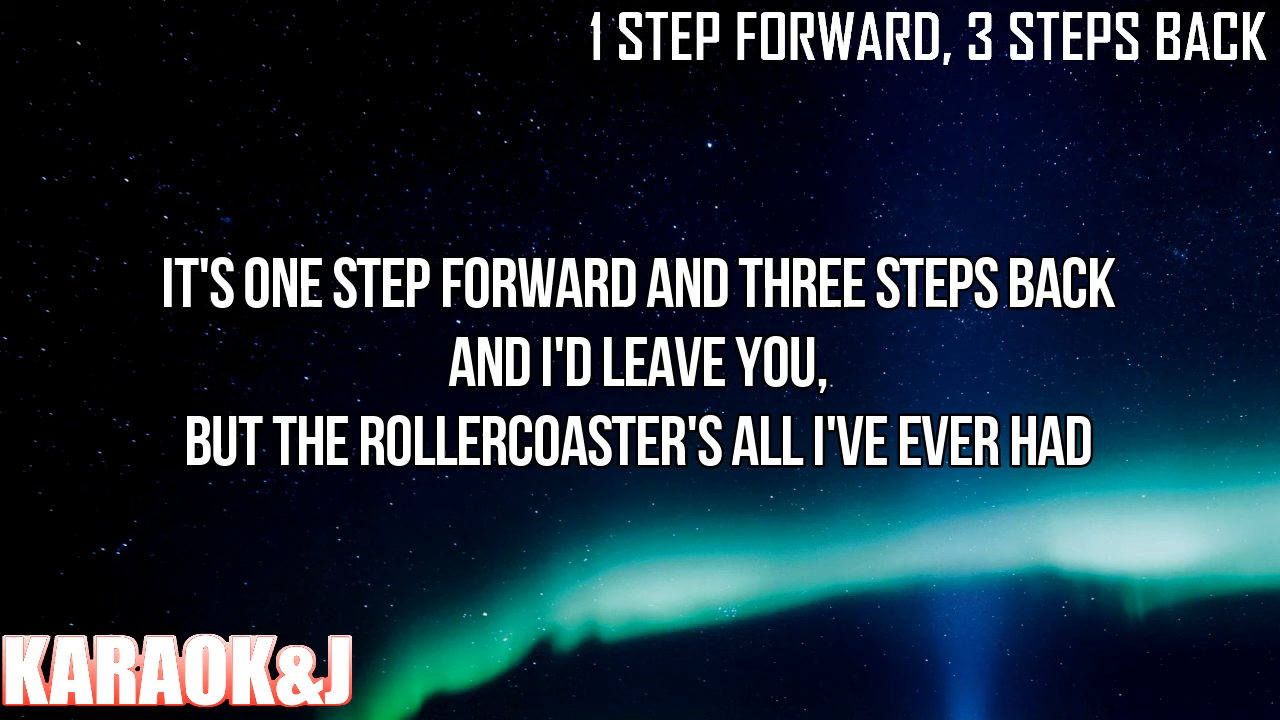 1 STEP FORWARD, 3 STEPS BACK
IT'S ONE STEP FORWARD AND THREE STEPS BACK
AND I'D LEAVE YOU,
BUT THE ROLLERCOASTER'S ALL I'VE EVER HAD
KARAOK&J